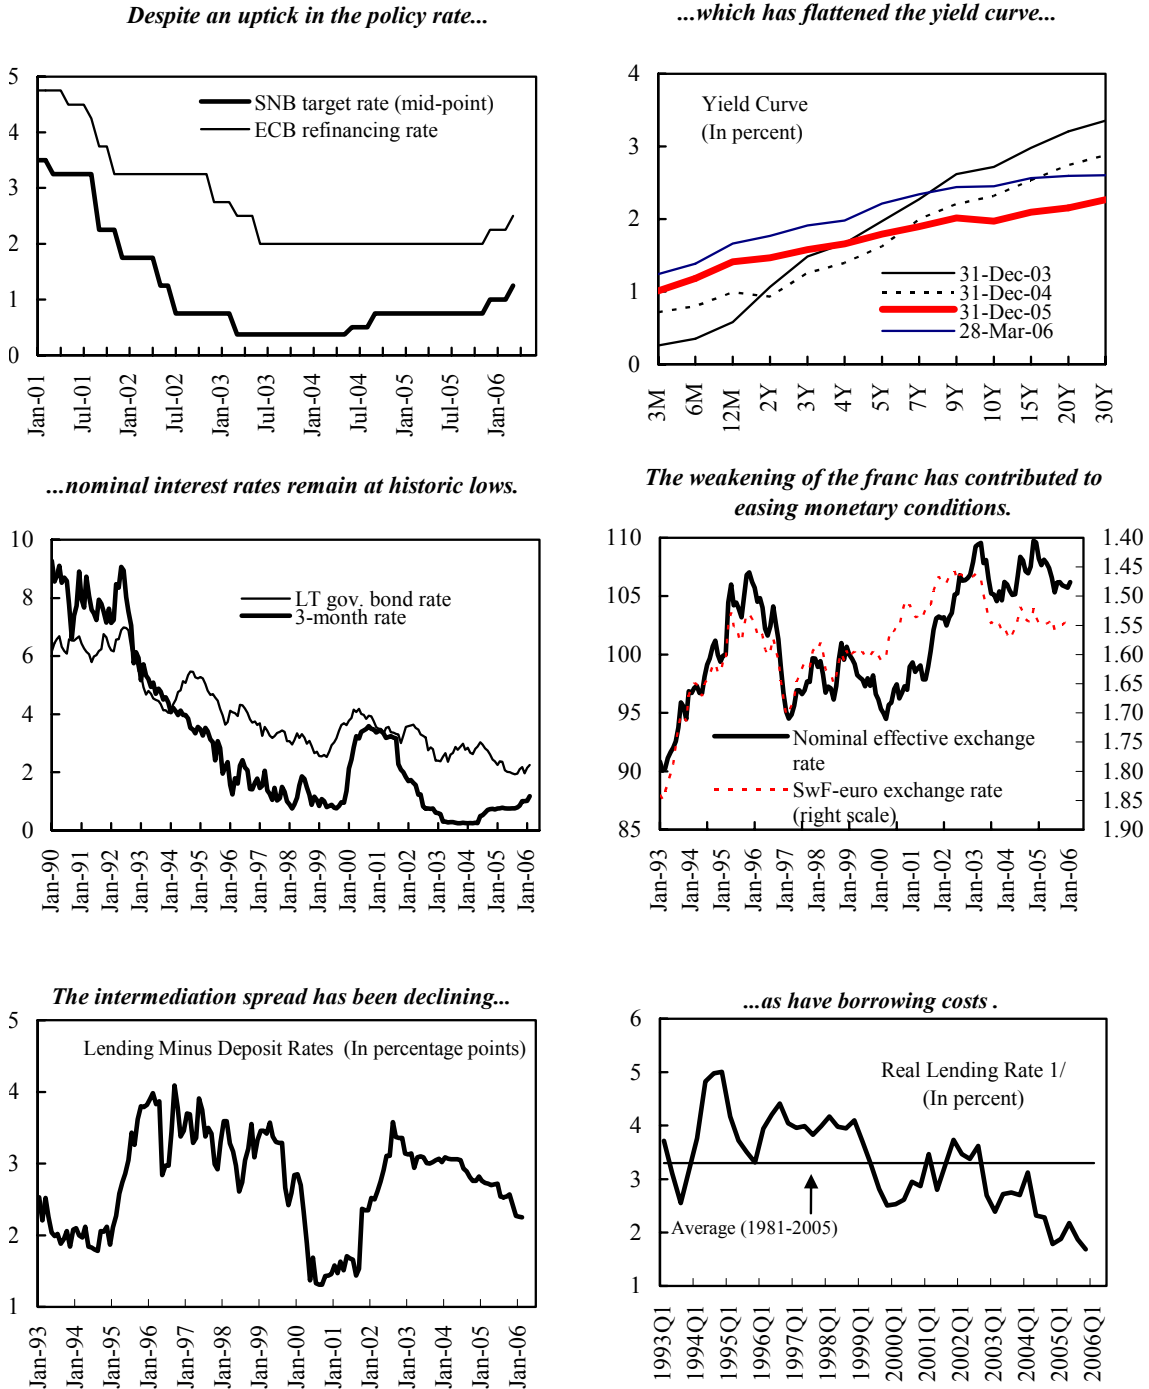 Despite an uptick in the policy rate...
5
4
3
2
1
0
SNB target rate (mid-point)
ECB refinancing rate
Jan-01
Jul-01
Jan-02
Jul-02
Jan-03
Jul-03
Jan-04
Jul-04
Jan-05
Jul-05
Jan-06
...which has flattened the yield curve...
4
3
2
1
0
Yield Curve
(In percent)
31-Dec-03
31-Dec-04
31-Dec-05
28-Mar-06
3M
6M
12M
2Y
3Y
4Y
5Y
7Y
9Y
10Y
15Y
20Y
30Y
...nominal interest rates remain at historic lows.
10
8
6
4
2
0
LT gov. bond rate
3-month rate
Jan-90
Jan-91
Jan-92
Jan-93
Jan-94
Jan-95
Jan-96
Jan-97
Jan-98
Jan-99
Jan-00
Jan-01
Jan-02
Jan-03
Jan-04
Jan-05
Jan-06
The weakening of the franc has contributed to
easing monetary conditions.
110
105
100
95
90
85
1.40
1.45
1.50
1.55
1.60
1.65
1.70
1.75
1.80
1.85
1.90
Nominal effective exchange
rate
SwF-euro exchange rate
(right scale)
Jan-93
Jan-94
Jan-95
Jan-96
Jan-97
Jan-98
Jan-99
Jan-00
Jan-01
Jan-02
Jan-03
Jan-04
Jan-05
Jan-06
The intermediation spread has been declining...
5
4
3
2
1
Lending Minus Deposit Rates (In percentage points)
Jan-93
Jan-94
Jan-95
Jan-96
Jan-97
Jan-98
Jan-99
Jan-00
Jan-01
Jan-02
Jan-03
Jan-04
Jan-05
Jan-06
...as have borrowing costs .
6
5
4
3
2
1
Real Lending Rate 1/
(In percent)
Average (1981-2005)
1993Q1
1994Q1
1995Q1
1996Q1
1997Q1
1998Q1
1999Q1
2000Q1
2001Q1
2002Q1
2003Q1
2004Q1
2005Q1
2006Q1